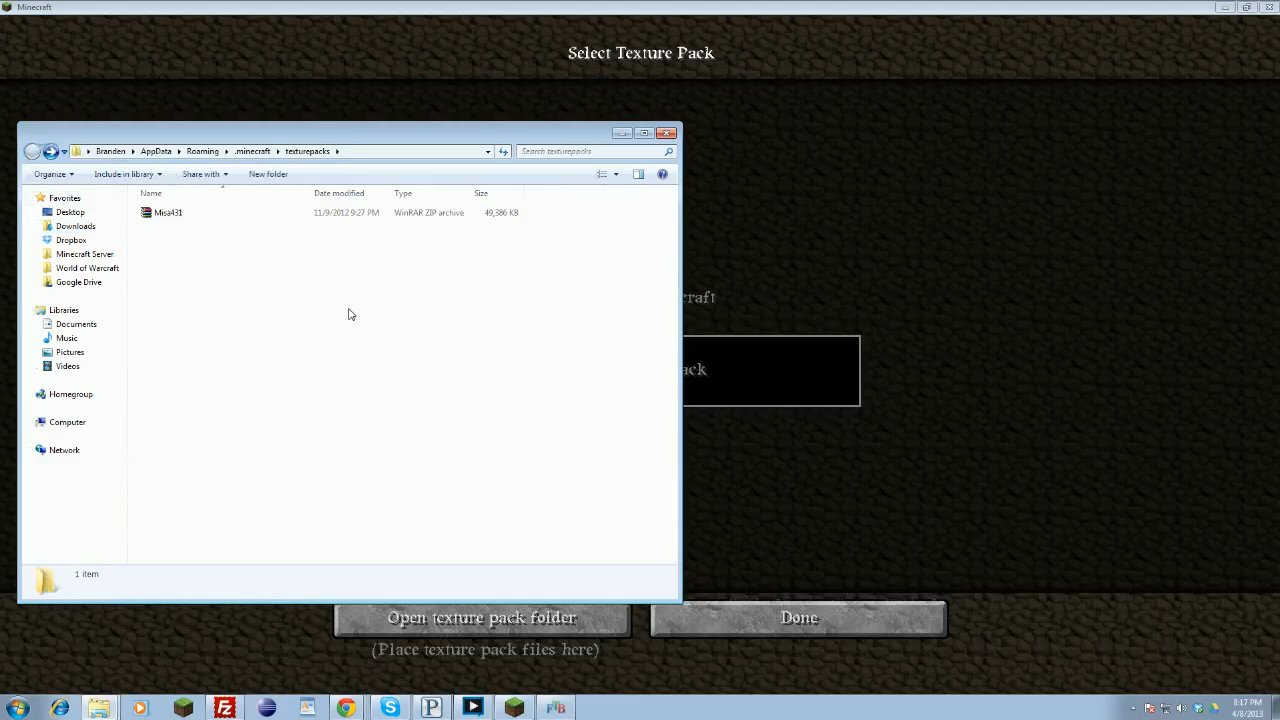 Minecraft
Select Texture Pack
Branden AppData Roaming .minecraft texturepacks
Search texturepacks
Organize Include in library Share with New folder
Name Date modified Type Size
Misa431 11/9/2012 9:27 PM WinRAR ZIP archive 49,386 KB
Favorites
Desktop
Downloads
Dropbox
Minecraft Server
World of Warcraft
Google Drive
Libraries
Documents
Music
Pictures
Videos
Homegroup
Computer
Network
1 item
craft
ack
Open texture pack folder
Done
(Place texture pack files here)
8:17 PM
4/8/2013